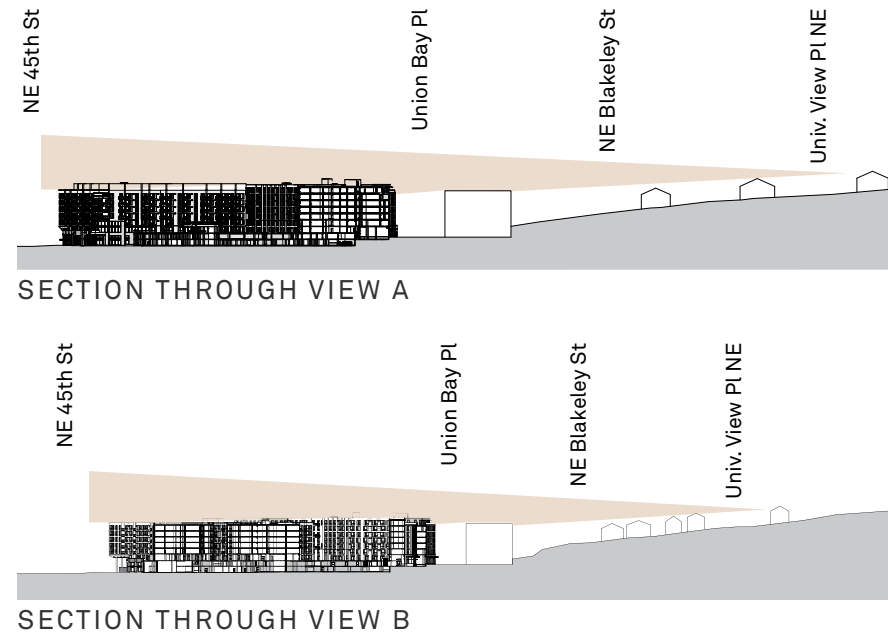 NE 45th St
Union Bay Pl
NE Blakeley St
Univ. View Pl NE
SECTION THROUGH VIEW A
NE 45th St
Union Bay Pl
NE Blakeley St
Univ. View Pl NE
SECTION THROUGH VIEW B